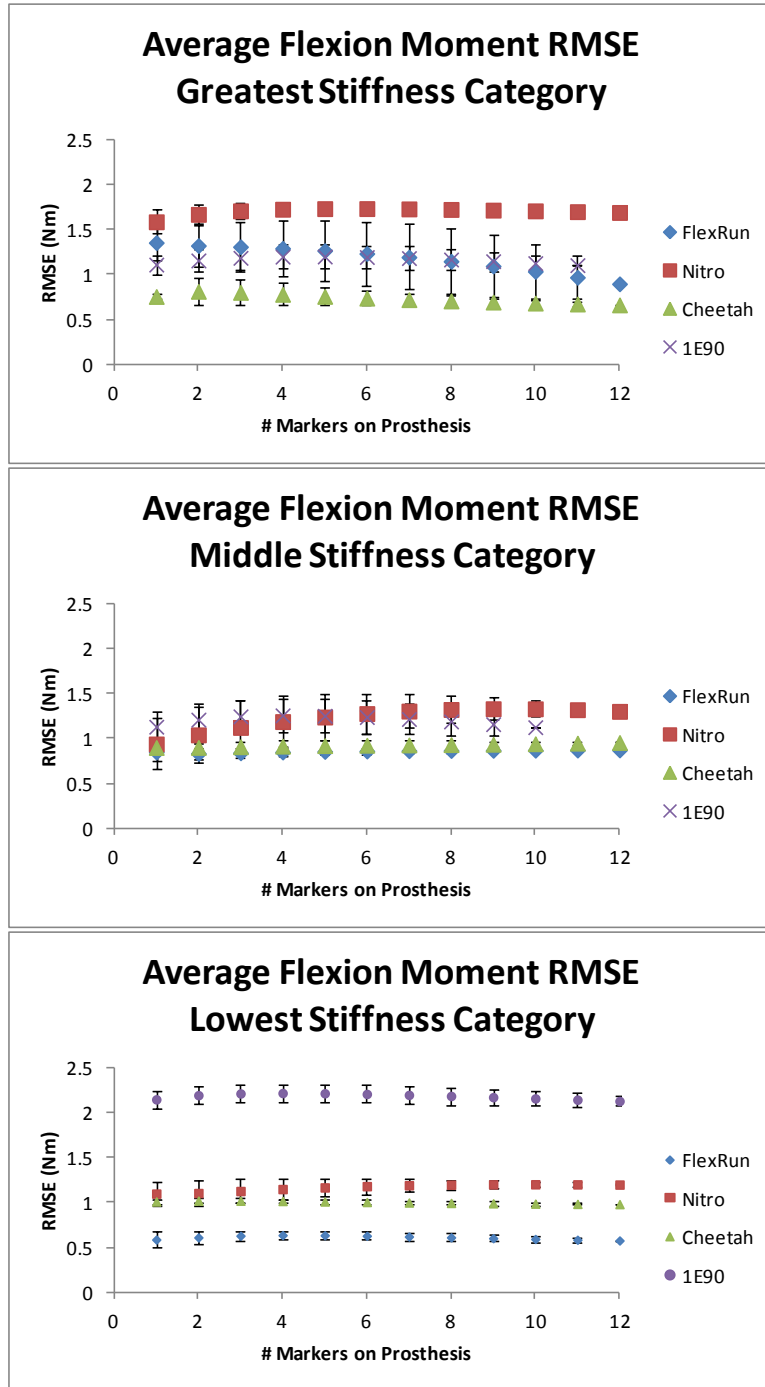 Average Flexion Moment RMSE
Greatest Stiffness Category
RMSE (Nm)
2.5
2
1.5
1
0.5
0
0 2 4 6 8 10 12
# Markers on Prosthesis
FlexRun
Nitro
Cheetah
1E90
Average Flexion Moment RMSE
Middle Stiffness Category
RMSE (Nm)
2.5
2
1.5
1
0.5
0
0 2 4 6 8 10 12
# Markers on Prosthesis
FlexRun
Nitro
Cheetah
1E90
Average Flexion Moment RMSE
Lowest Stiffness Category
RMSE (Nm)
2.5
2
1.5
1
0.5
0
0 2 4 6 8 10 12
# Markers on Prosthesis
FlexRun
Nitro
Cheetah
1E90